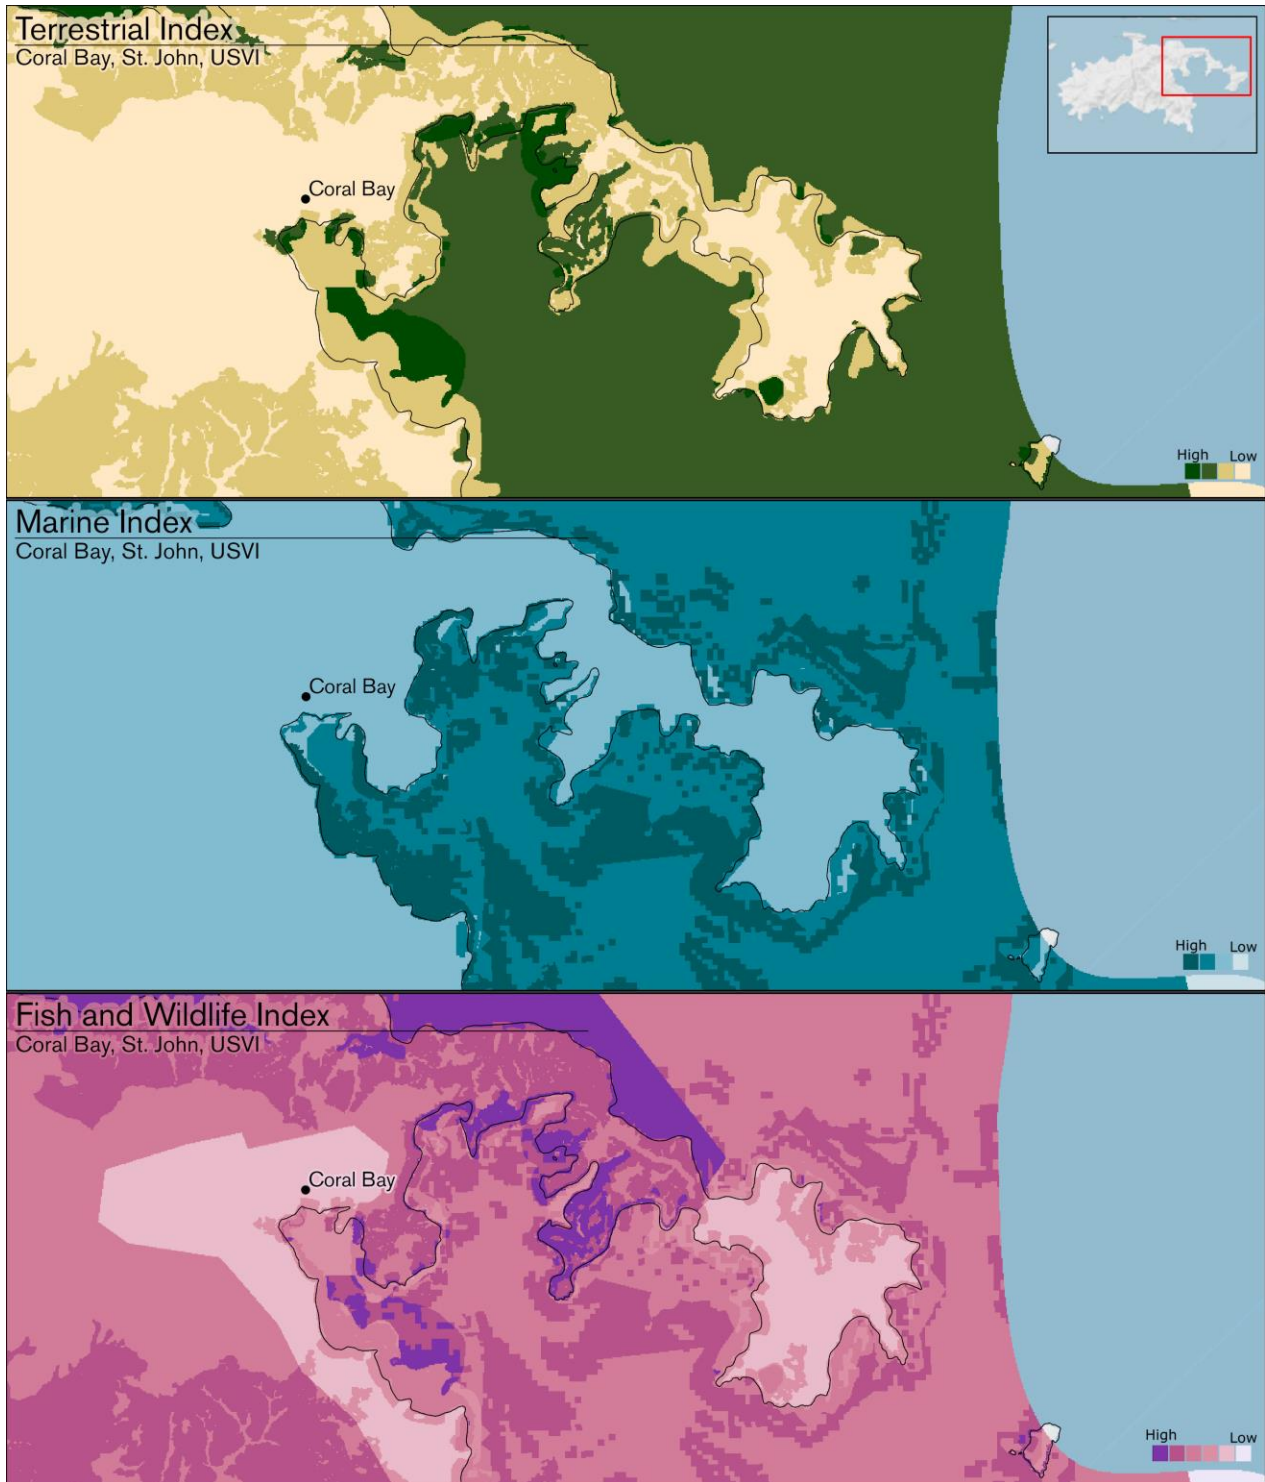 Terrestrial Index
Coral Bay, St. John, USVI
Coral Bay
High Low
Marine Index
Coral Bay, St. John, USVI
Coral Bay
High Low
Fish and Wildlife Index
Coral Bay, St. John, USVI
Coral Bay
High Low